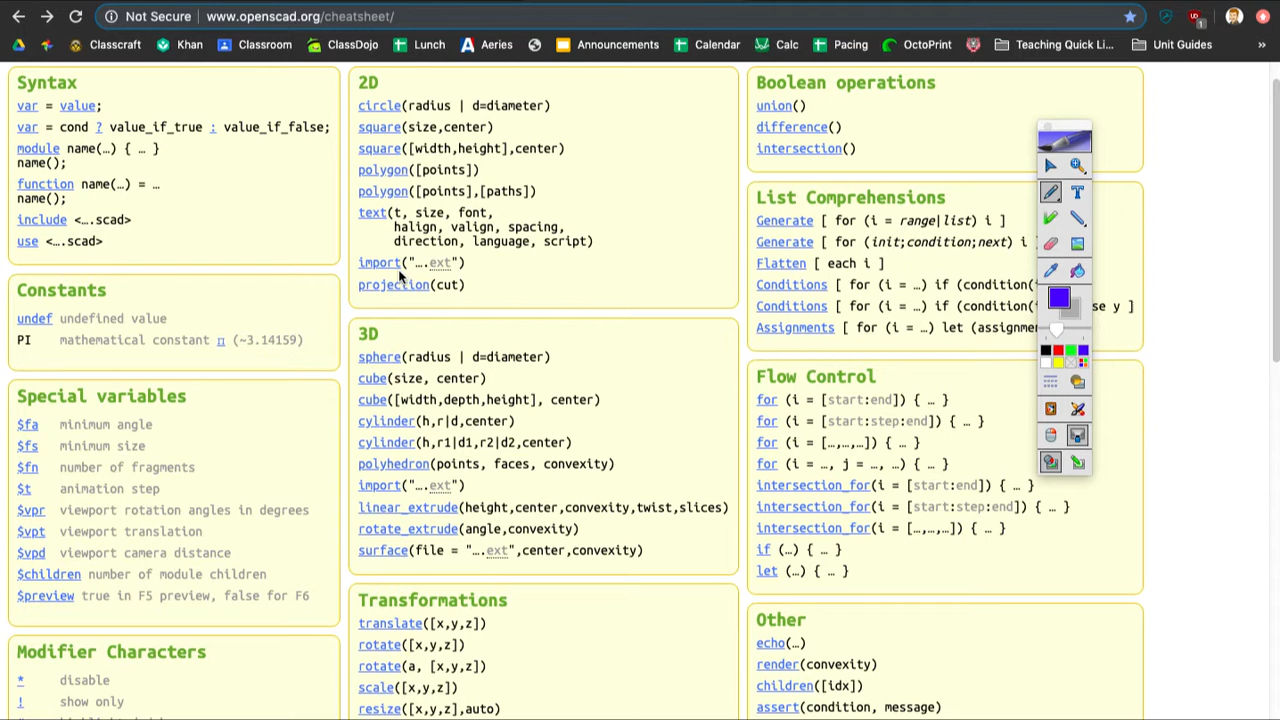 Not Secure | www.openscad.org/cheatsheet/
Classcraft Khan Classroom ClassDojo Lunch Aeries Announcements Calendar Calc Pacing OctoPrint Teaching Quick Li... Unit Guides »
Syntax
var = value;
var = cond ? value_if_true : value_if_false;
module name(…) { … }
name();
function name(…) = …
name();
include <….scad>
use <….scad>
Constants
undef undefined value
PI mathematical constant π (~3.14159)
Special variables
$fa minimum angle
$fs minimum size
$fn number of fragments
$t animation step
$vpr viewport rotation angles in degrees
$vpt viewport translation
$vpd viewport camera distance
$children number of module children
$preview true in F5 preview, false for F6
Modifier Characters
* disable
! show only
2D
circle(radius | d=diameter)
square(size,center)
square([width,height],center)
polygon([points])
polygon([points],[paths])
text(t, size, font,
halign, valign, spacing,
direction, language, script)
import("….ext")
projection(cut)
3D
sphere(radius | d=diameter)
cube(size, center)
cube([width,depth,height], center)
cylinder(h,r|d,center)
cylinder(h,r1|d1,r2|d2,center)
polyhedron(points, faces, convexity)
import("….ext")
linear_extrude(height,center,convexity,twist,slices)
rotate_extrude(angle,convexity)
surface(file = "….ext",center,convexity)
Transformations
translate([x,y,z])
rotate([x,y,z])
rotate(a, [x,y,z])
scale([x,y,z])
resize([x,y,z],auto)
Boolean operations
union()
difference()
intersection()
List Comprehensions
Generate [ for (i = range|list) i ]
Generate [ for (init;condition;next) i
Flatten [ each i ]
Conditions [ for (i = …) if (condition(
Conditions [ for (i = …) if (condition( se y ]
Assignments [ for (i = …) let (assignme
Flow Control
for (i = [start:end]) { … }
for (i = [start:step:end]) { … }
for (i = […,…,…]) { … }
for (i = …, j = …, …) { … }
intersection_for(i = [start:end]) { … }
intersection_for(i = [start:step:end]) { … }
intersection_for(i = […,…,…]) { … }
if (…) { … }
let (…) { … }
Other
echo(…)
render(convexity)
children([idx])
assert(condition, message)
T